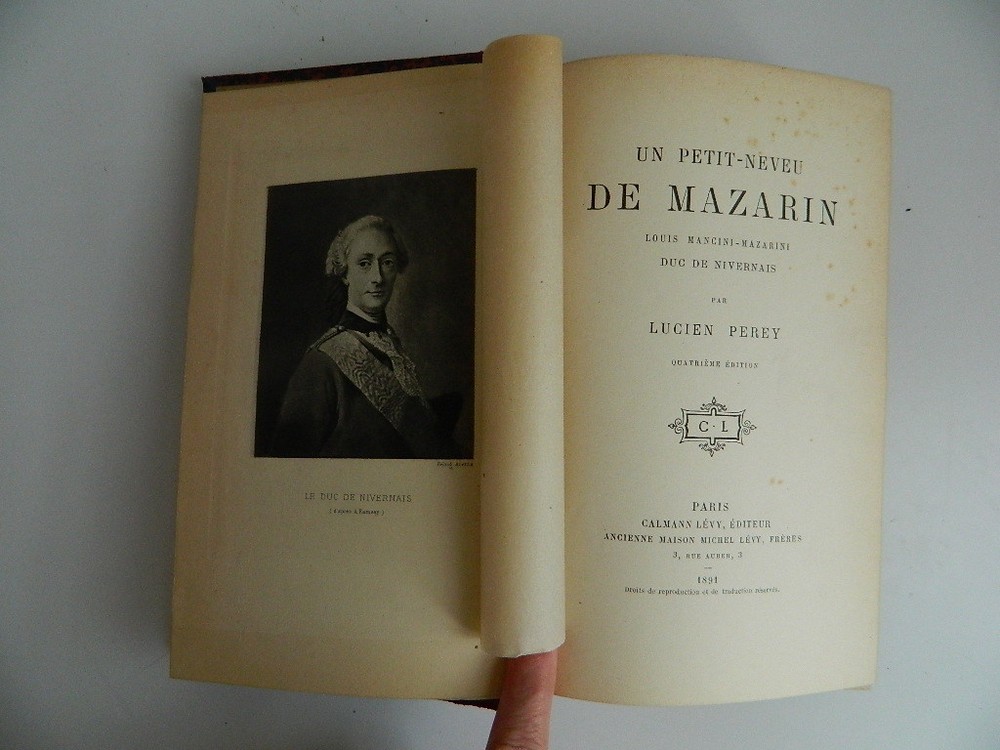 LE DUC DE NIVERNAIS
UN PETIT-NEVEU
DE MAZARIN
LOUIS MANCINI-MAZARINI
DUC DE NIVERNAIS
PAR
LUCIEN PEREY
QUATRIÈME ÉDITION
C·L
PARIS
CALMANN LÉVY, ÉDITEUR
ANCIENNE MAISON MICHEL LÉVY, FRÈRES
3, RUE AUBER, 3
1891
Droits de reproduction et de traduction réservés.